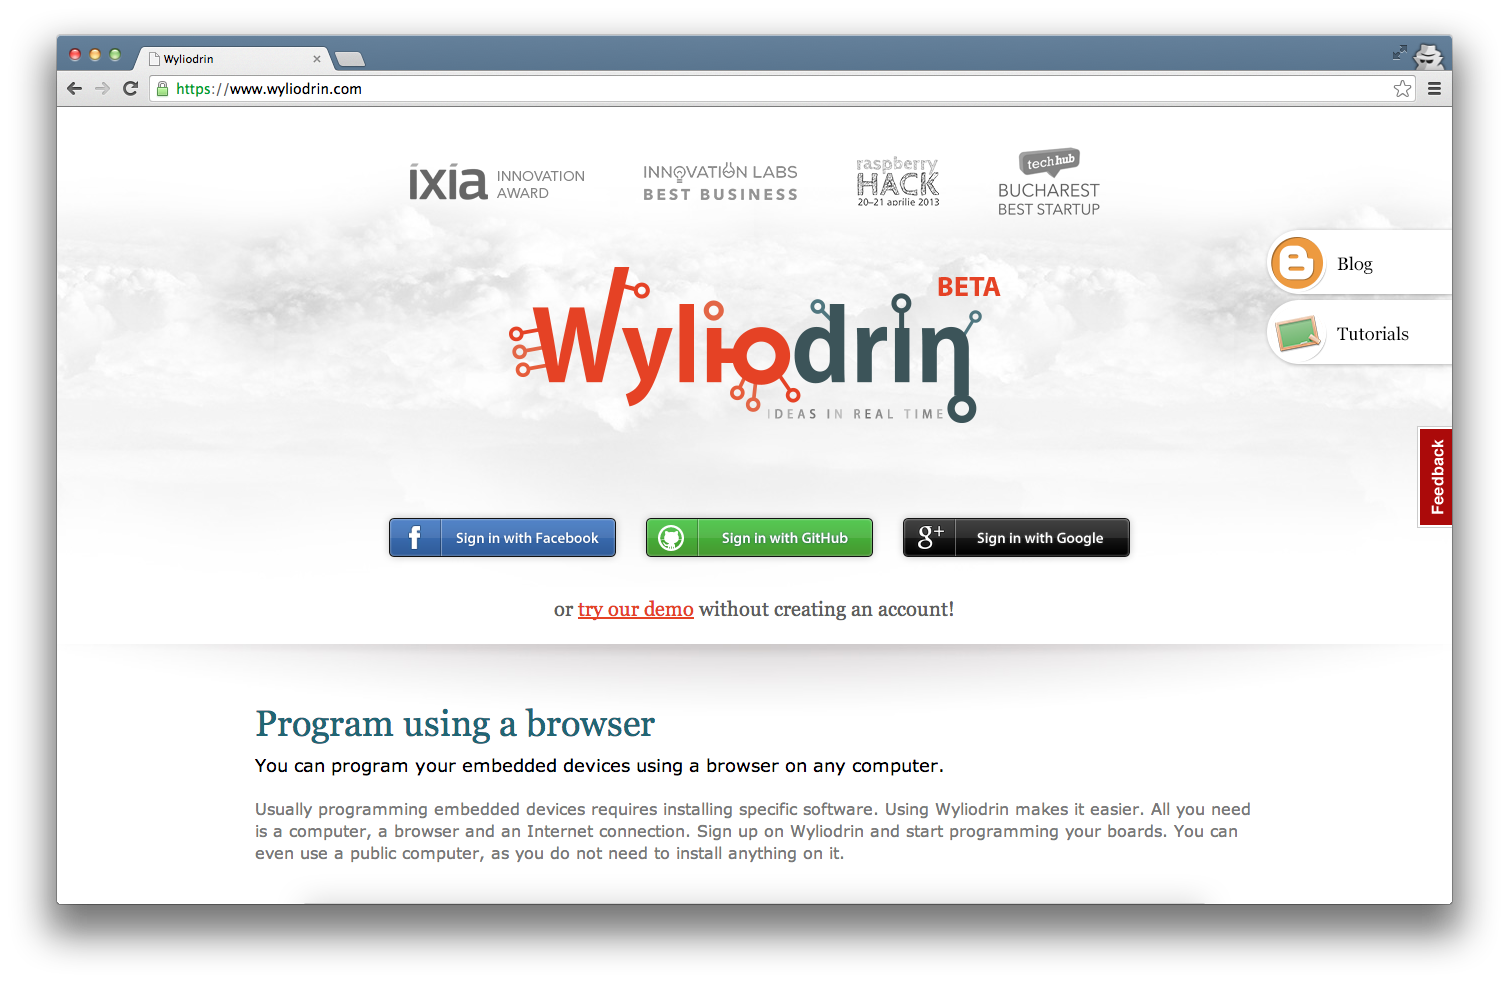 Wyliodrin
https://www.wyliodrin.com
ixia INNOVATION AWARD
INNOVATION LABS
BEST BUSINESS
raspberry
HACK
20–21 aprilie 2013
techhub
BUCHAREST
BEST STARTUP
Blog
Tutorials
BETA
Wyliodrin
IDEAS IN REAL TIME
Feedback
f Sign in with Facebook
Sign in with GitHub
g+ Sign in with Google
or try our demo without creating an account!
Program using a browser
You can program your embedded devices using a browser on any computer.
Usually programming embedded devices requires installing specific software. Using Wyliodrin makes it easier. All you need
is a computer, a browser and an Internet connection. Sign up on Wyliodrin and start programming your boards. You can
even use a public computer, as you do not need to install anything on it.